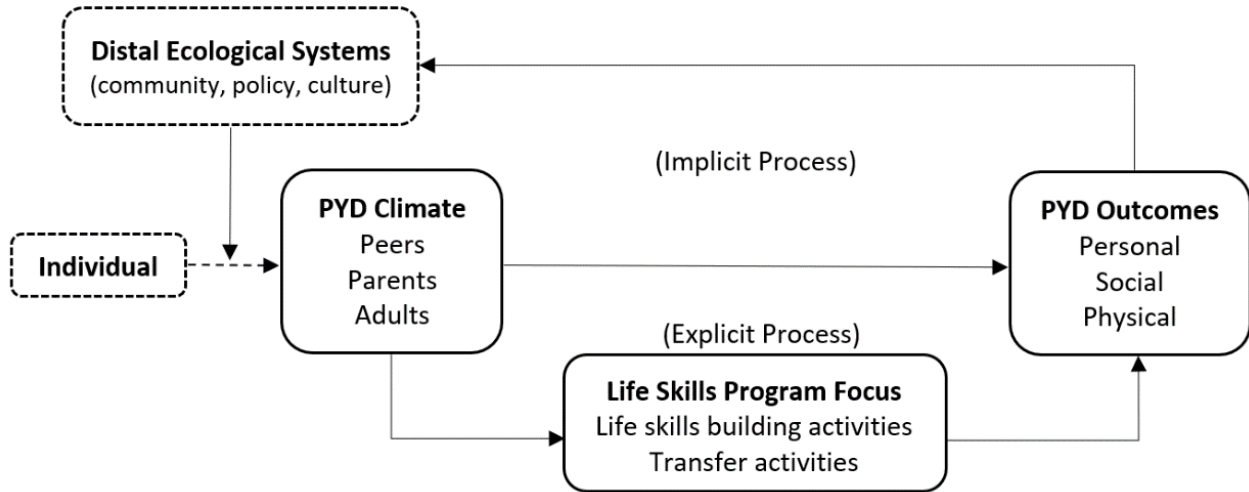 Distal Ecological Systems
(community, policy, culture)
(Implicit Process)
Individual
PYD Climate
Peers
Parents
Adults
PYD Outcomes
Personal
Social
Physical
(Explicit Process)
Life Skills Program Focus
Life skills building activities
Transfer activities